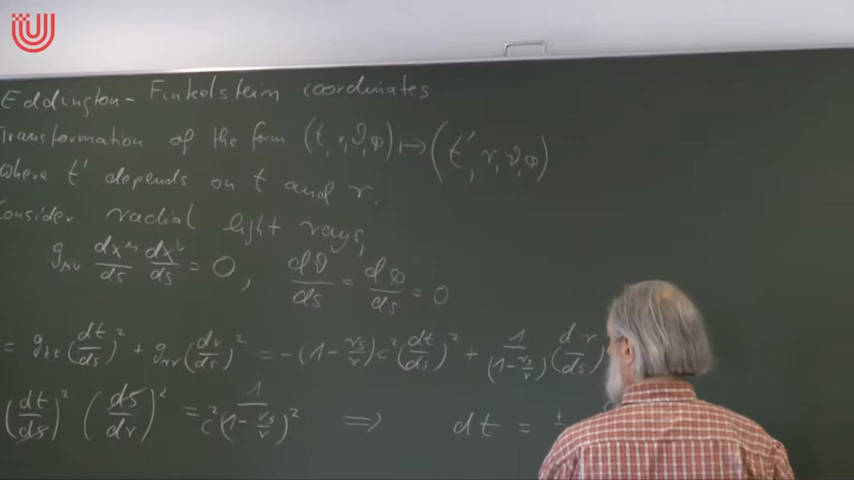 Eddington-Finkelstein coordinates
Transformation of the form (t, r, ϑ, φ) ↦ (t', r, ϑ, φ)
where t' depends on t and r.
Consider radial light rays,
g_μν dx^μ/ds dx^ν/ds = 0, dϑ/ds = dφ/ds = 0
= g_tt (dt/ds)² + g_rr (dr/ds)² = -(1 - r_s/r) c² (dt/ds)² + 1/(1 - r_s/r) (dr/ds)
(dt/ds)² (ds/dr)² = 1/(c² (1 - r_s/r)²) ⟹ dt = ±